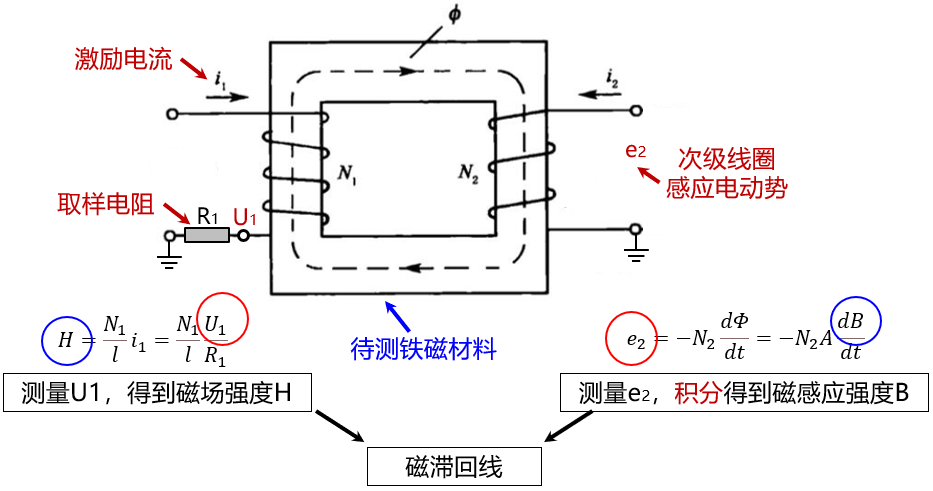 ϕ
激励电流
i₁
i₂
N₁
N₂
e₂
次级线圈
感应电动势
取样电阻
R₁
U₁
待测铁磁材料
H = N₁/l i₁ = N₁/l U₁/R₁
e₂ = −N₂ dΦ/dt = −N₂A dB/dt
测量U1，得到磁场强度H
测量e₂，积分得到磁感应强度B
磁滞回线